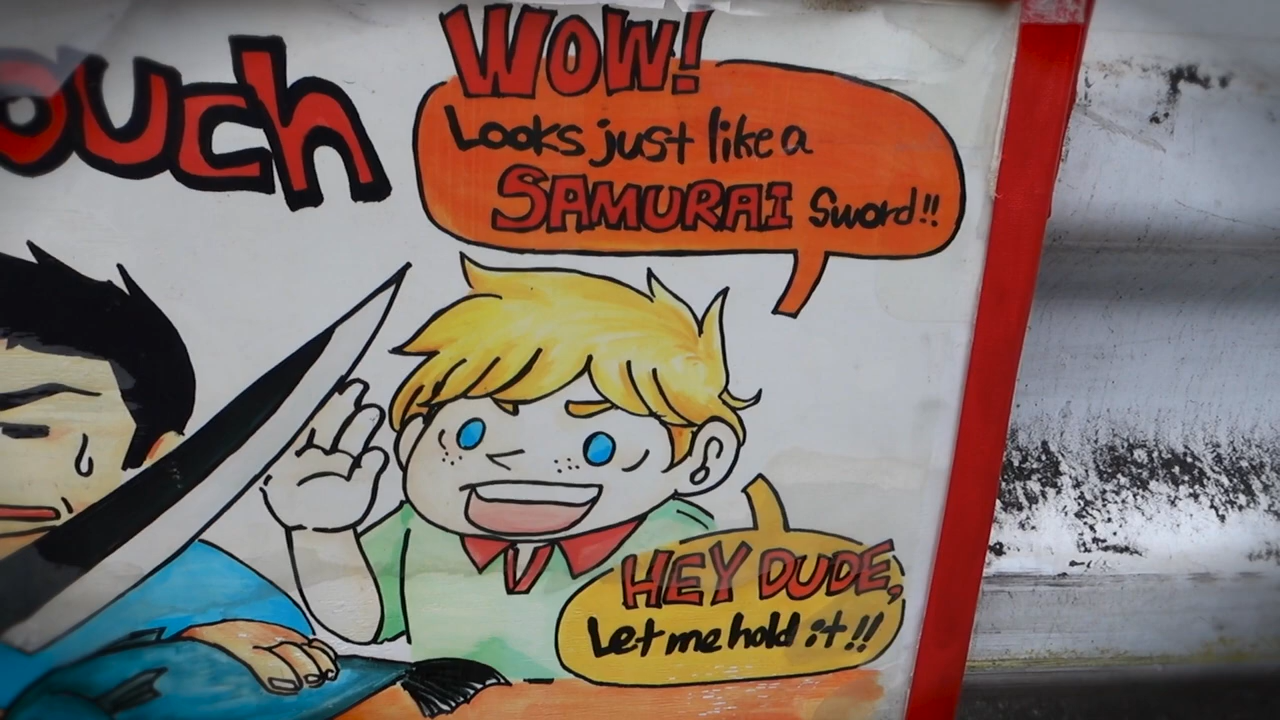 ouch
WOW!
Looks just like a
SAMURAI Sword!!
HEY DUDE,
Let me hold it!!